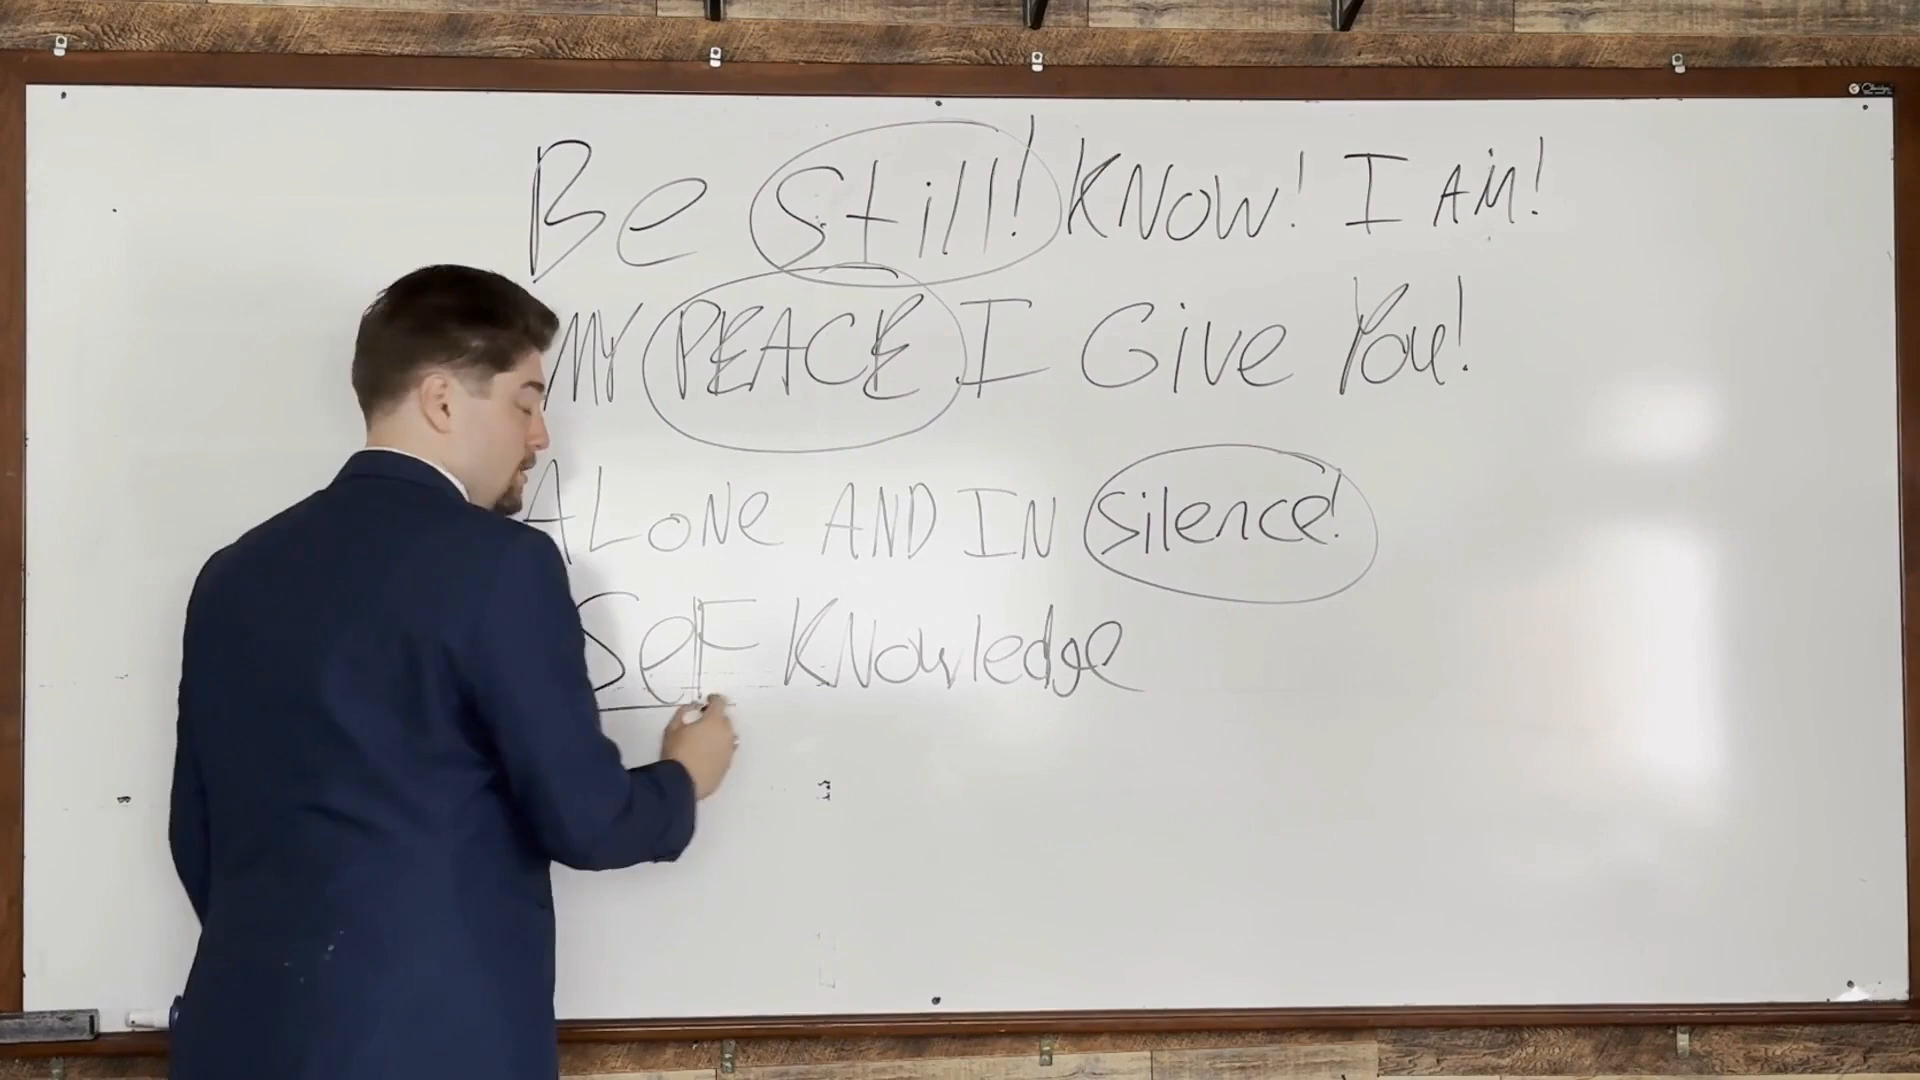 Be Still! KNOW! I AM!
MY PEACE I Give You!
ALONe AND IN Silence!
SelF KNowledge